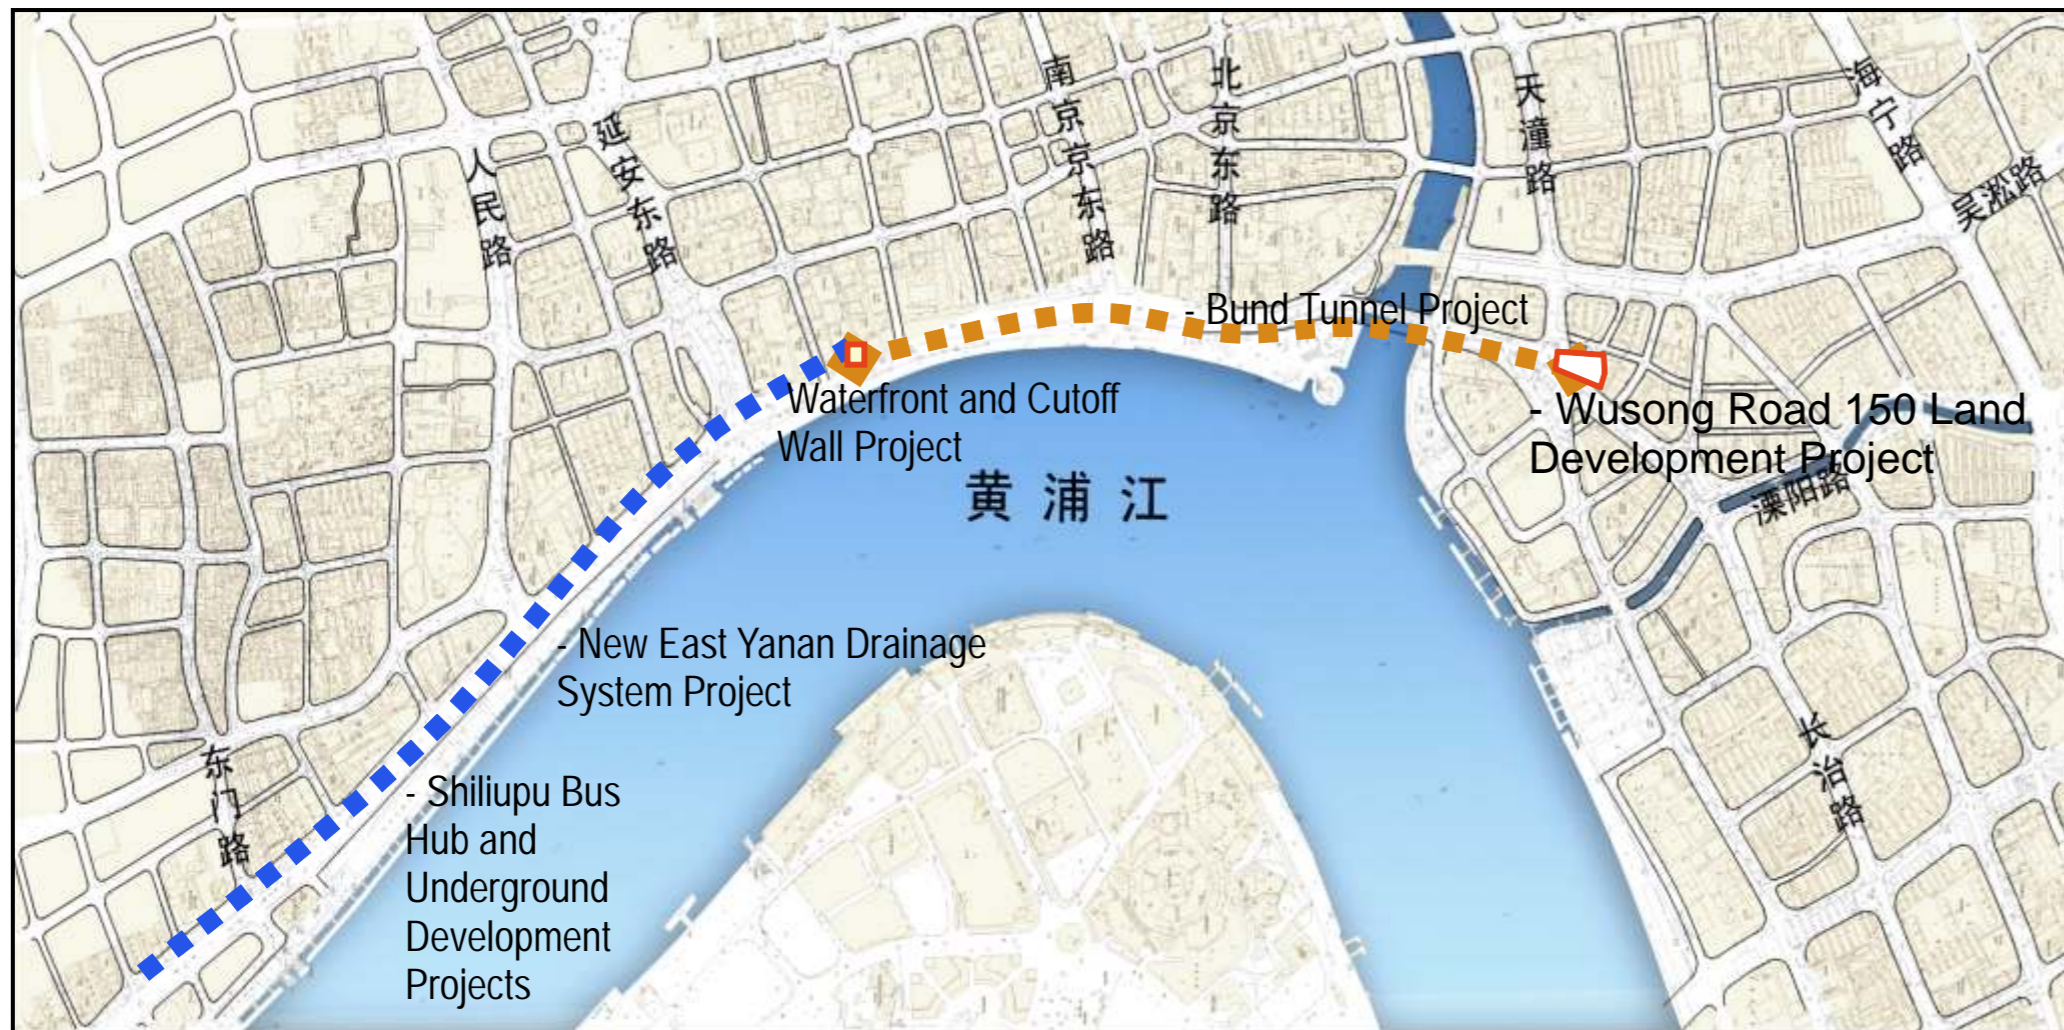 人民路
延安东路
南京京东路
北京东路
天潼路
海宁路
吴淞路
- Bund Tunnel Project
Waterfront and Cutoff
Wall Project
- Wusong Road 150 Land
Development Project
黄浦江
溧阳路
- New East Yanan Drainage
System Project
长治路
东门路
- Shiliupu Bus
Hub and
Underground
Development
Projects